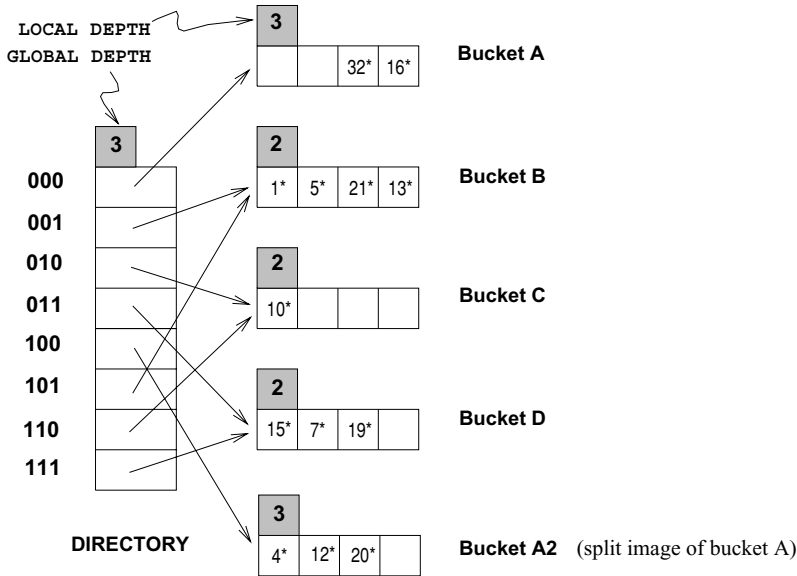 LOCAL DEPTH
GLOBAL DEPTH
3
32* 16*
Bucket A
3
000
001
010
011
100
101
110
111
DIRECTORY
2
1* 5* 21* 13*
Bucket B
2
10*
Bucket C
2
15* 7* 19*
Bucket D
3
4* 12* 20*
Bucket A2 (split image of bucket A)